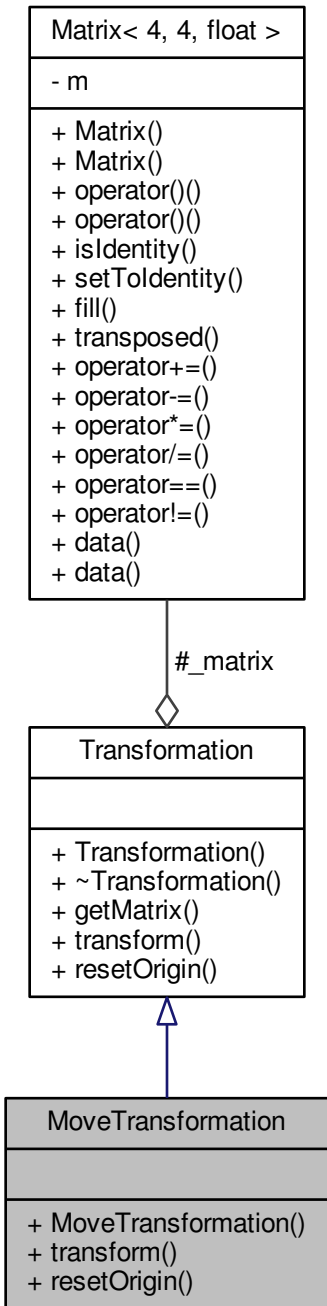 Matrix< 4, 4, float >
- m
+ Matrix()
+ Matrix()
+ operator()()
+ operator()()
+ isIdentity()
+ setToIdentity()
+ fill()
+ transposed()
+ operator+=()
+ operator-=()
+ operator*=()
+ operator/=()
+ operator==()
+ operator!=()
+ data()
+ data()
#_matrix
Transformation
+ Transformation()
+ ~Transformation()
+ getMatrix()
+ transform()
+ resetOrigin()
MoveTransformation
+ MoveTransformation()
+ transform()
+ resetOrigin()